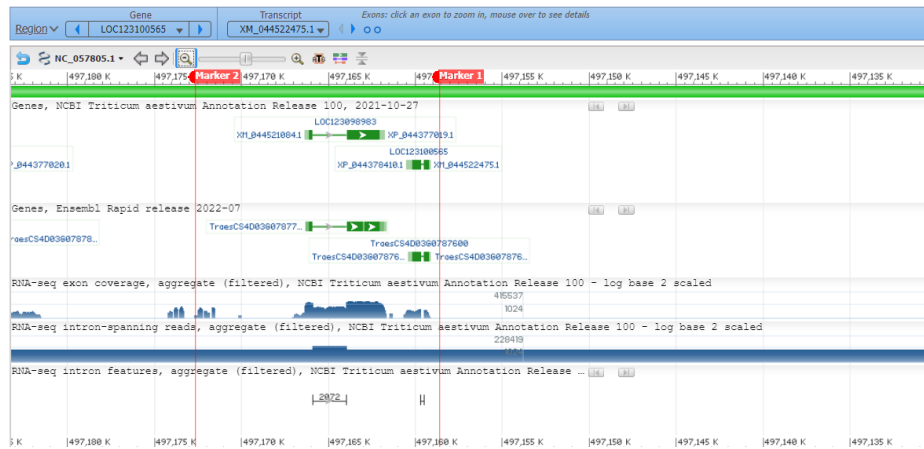 Gene Transcript Exons: click an exon to zoom in, mouse over to see details
Region LOC123100565 XM_044522475.1
NC_057805.1
5 K 497,180 K 497,175 Marker 2 497,170 K 497,165 K 497 Marker 1 497,155 K 497,150 K 497,145 K 497,140 K 497,135 K
Genes, NCBI Triticum aestivum Annotation Release 100, 2021-10-27
LOC123098983
XM_044521084.1 XP_044377019.1
LOC123100565
P_044377020.1 XP_044378410.1 XM_044522475.1
Genes, Ensembl Rapid release 2022-07
TraesCS4D03G07877...
raesCS4D03G07878... TraesCS4D03G0787600
TraesCS4D03G07876... TraesCS4D03G07876...
RNA-seq exon coverage, aggregate (filtered), NCBI Triticum aestivum Annotation Release 100 - log base 2 scaled
415537
1024
RNA-seq intron-spanning reads, aggregate (filtered), NCBI Triticum aestivum Annotation Release 100 - log base 2 scaled
228419
RNA-seq intron features, aggregate (filtered), NCBI Triticum aestivum Annotation Release ...
2072
5 K 497,180 K 497,175 K 497,170 K 497,165 K 497,160 K 497,155 K 497,150 K 497,145 K 497,140 K 497,135 K